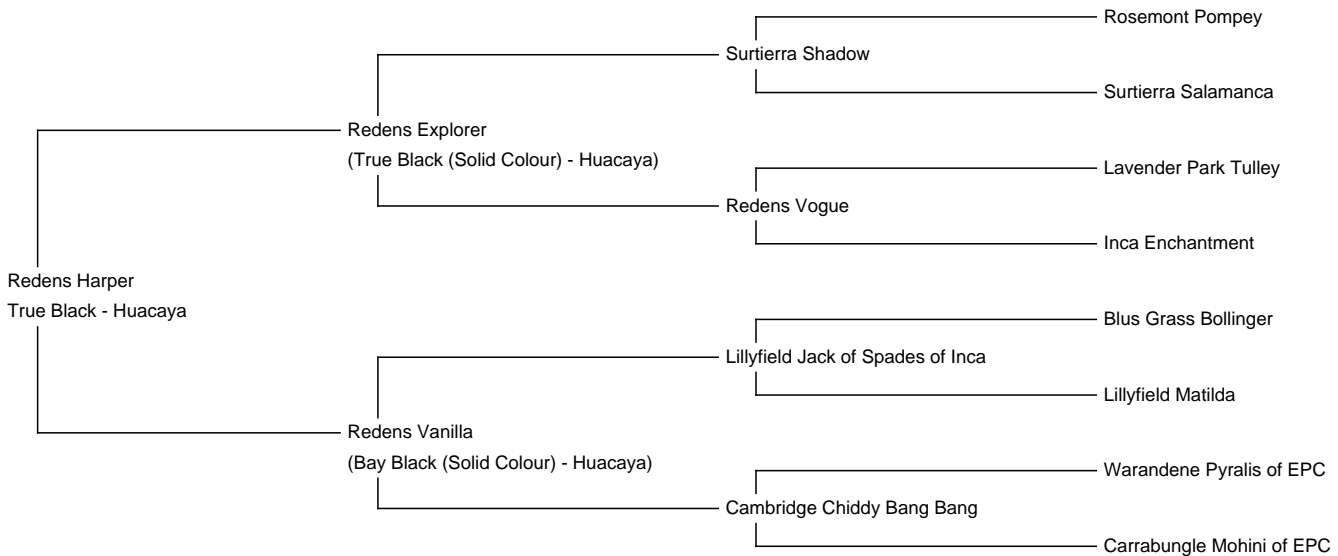 Rosemont Pompey
Surtierra Shadow
Surtierra Salamanca
Redens Explorer
(True Black (Solid Colour) - Huacaya)
Lavender Park Tulley
Redens Vogue
Inca Enchantment
Redens Harper
True Black - Huacaya
Blus Grass Bollinger
Lillyfield Jack of Spades of Inca
Lillyfield Matilda
Redens Vanilla
(Bay Black (Solid Colour) - Huacaya)
Warandene Pyralis of EPC
Cambridge Chiddy Bang Bang
Carrabungle Mohini of EPC